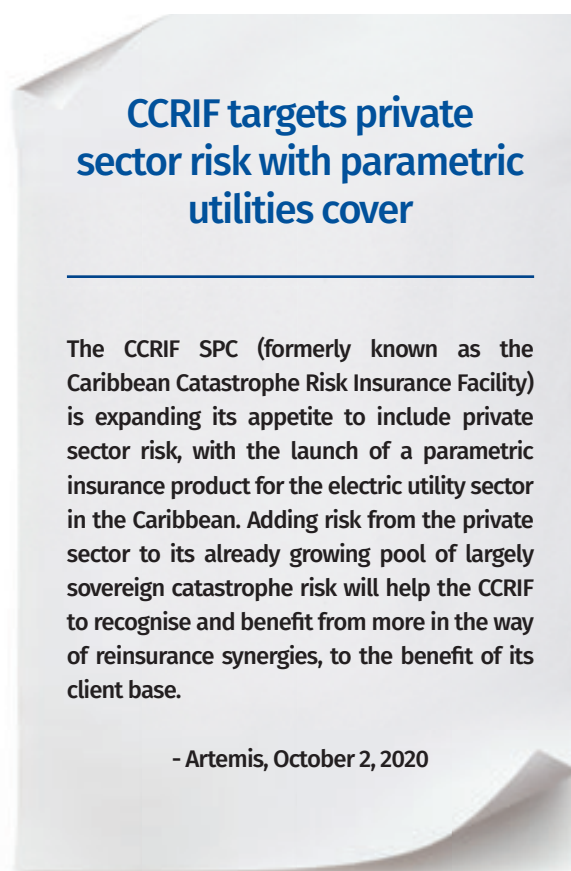 CCRIF targets private
sector risk with parametric
utilities cover
The CCRIF SPC (formerly known as the
Caribbean Catastrophe Risk Insurance Facility)
is expanding its appetite to include private
sector risk, with the launch of a parametric
insurance product for the electric utility sector
in the Caribbean. Adding risk from the private
sector to its already growing pool of largely
sovereign catastrophe risk will help the CCRIF
to recognise and benefit from more in the way
of reinsurance synergies, to the benefit of its
client base.
- Artemis, October 2, 2020